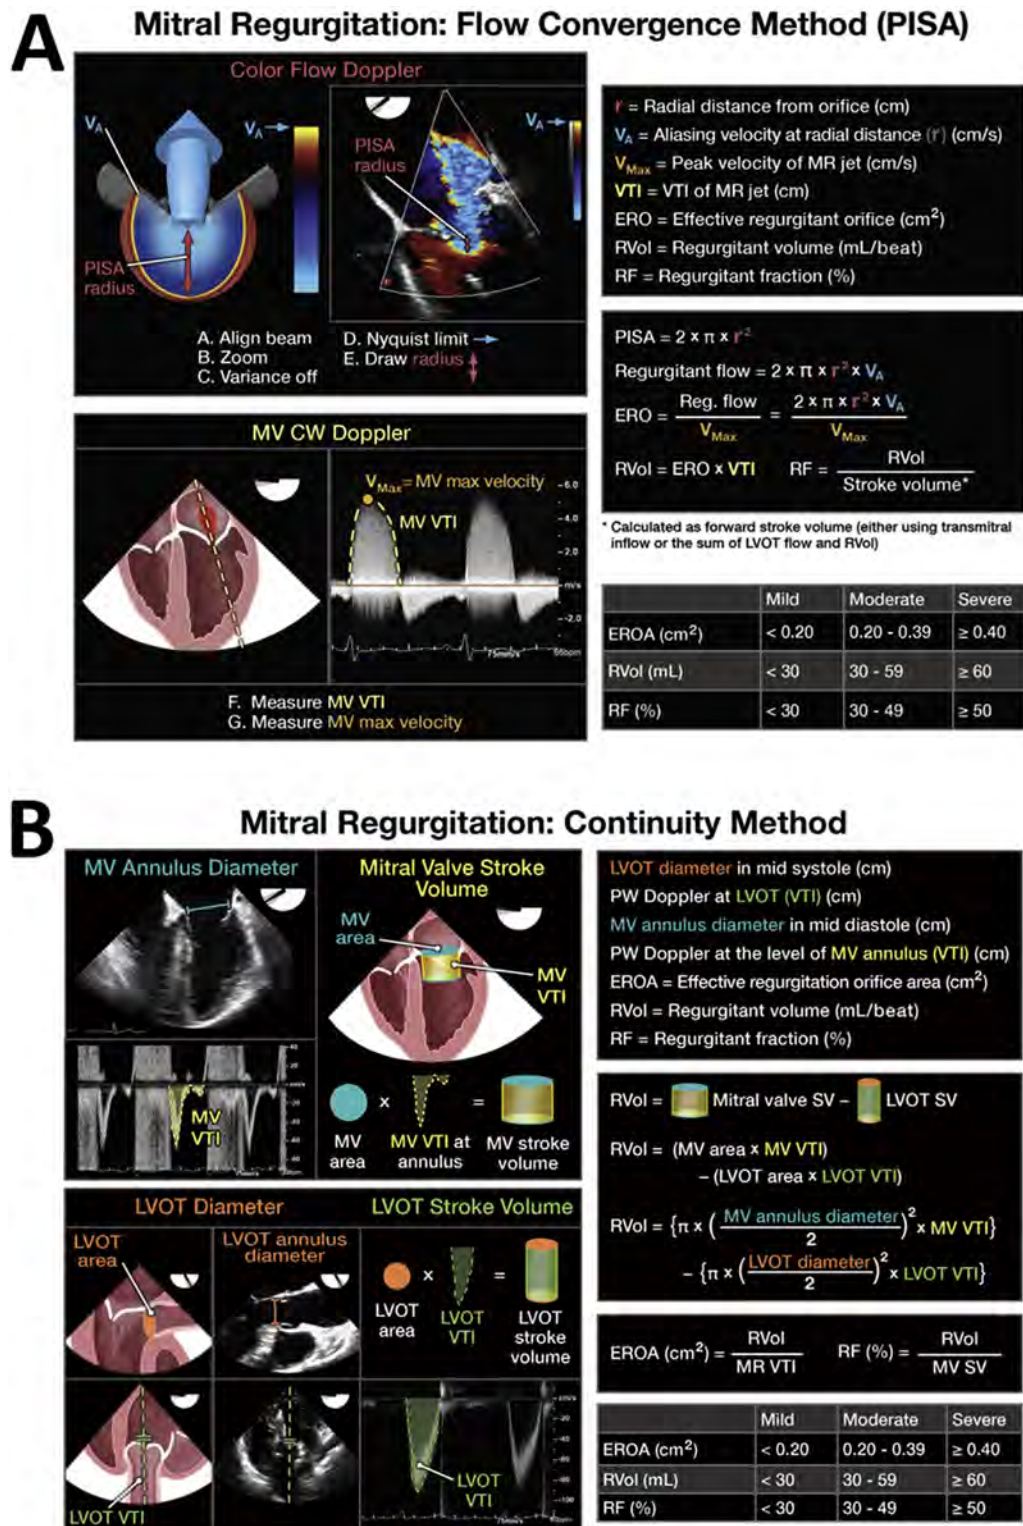 A
Mitral Regurgitation: Flow Convergence Method (PISA)
Color Flow Doppler
VA
VA
PISA
radius
PISA
radius
A. Align beam
B. Zoom
C. Variance off
D. Nyquist limit
E. Draw radius
r = Radial distance from orifice (cm)
VA = Aliasing velocity at radial distance (r) (cm/s)
VMax = Peak velocity of MR jet (cm/s)
VTI = VTI of MR jet (cm)
ERO = Effective regurgitant orifice (cm²)
RVol = Regurgitant volume (mL/beat)
RF = Regurgitant fraction (%)
PISA = 2 x π x r²
Regurgitant flow = 2 x π x r² x VA
ERO = Reg. flow / VMax = 2 x π x r² x VA / VMax
RVol = ERO x VTI RF = RVol / Stroke volume*
* Calculated as forward stroke volume (either using transmitral
inflow or the sum of LVOT flow and RVol)
MV CW Doppler
VMax = MV max velocity
MV VTI
6.0
4.0
2.0
m/s
-2.0
75mm/s
F. Measure MV VTI
G. Measure MV max velocity
Mild Moderate Severe
EROA (cm²) < 0.20 0.20 - 0.39 ≥ 0.40
RVol (mL) < 30 30 - 59 ≥ 60
RF (%) < 30 30 - 49 ≥ 50
B
Mitral Regurgitation: Continuity Method
MV Annulus Diameter
MV
VTI
Mitral Valve Stroke
Volume
MV
area
MV
VTI
x =
MV
area
MV VTI at
annulus
MV stroke
volume
LVOT Diameter
LVOT
area
LVOT annulus
diameter
LVOT VTI
LVOT Stroke Volume
x =
LVOT
area
LVOT
VTI
LVOT
stroke
volume
LVOT
VTI
LVOT diameter in mid systole (cm)
PW Doppler at LVOT (VTI) (cm)
MV annulus diameter in mid diastole (cm)
PW Doppler at the level of MV annulus (VTI) (cm)
EROA = Effective regurgitation orifice area (cm²)
RVol = Regurgitant volume (mL/beat)
RF = Regurgitant fraction (%)
RVol = Mitral valve SV – LVOT SV
RVol = (MV area x MV VTI)
– (LVOT area x LVOT VTI)
RVol = {π x (MV annulus diameter / 2)² x MV VTI}
– {π x (LVOT diameter / 2)² x LVOT VTI}
EROA (cm²) = RVol / MR VTI RF (%) = RVol / MV SV
Mild Moderate Severe
EROA (cm²) < 0.20 0.20 - 0.39 ≥ 0.40
RVol (mL) < 30 30 - 59 ≥ 60
RF (%) < 30 30 - 49 ≥ 50